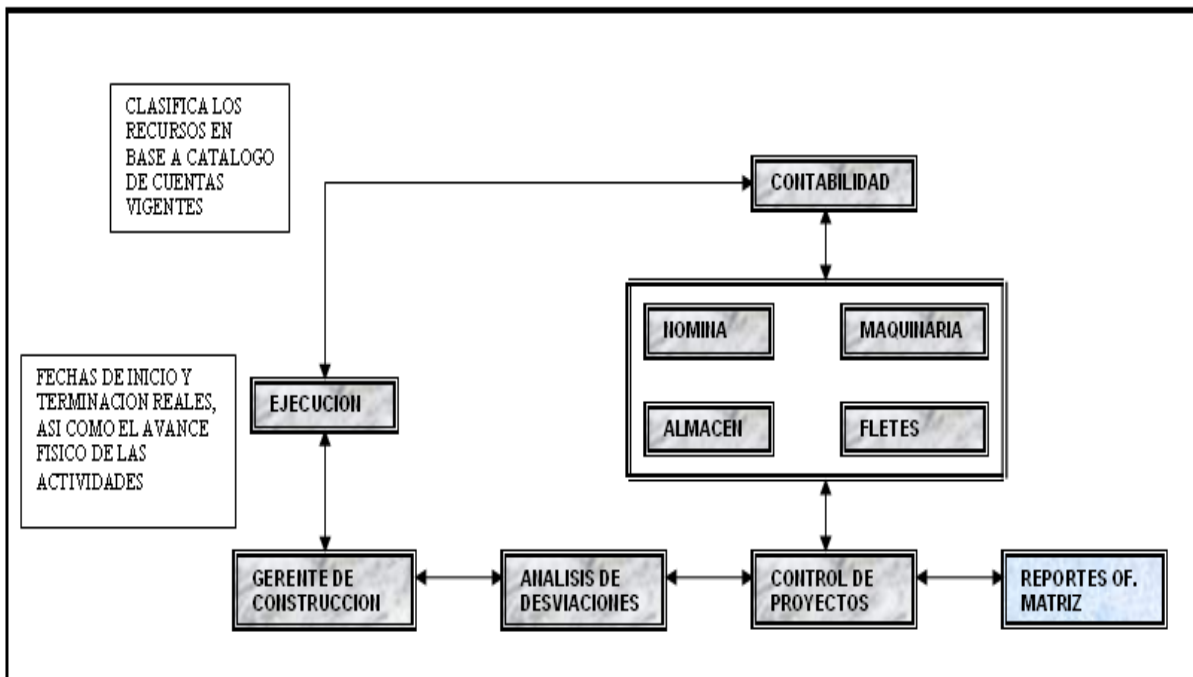 CLASIFICA LOS
RECURSOS EN
BASE A CATALOGO
DE CUENTAS
VIGENTES
CONTABILIDAD
NOMINA
MAQUINARIA
FECHAS DE INICIO Y
TERMINACION REALES,
ASI COMO EL AVANCE
FISICO DE LAS
ACTIVIDADES
EJECUCION
ALMACEN
FLETES
GERENTE DE
CONSTRUCCION
ANALISIS DE
DESVIACIONES
CONTROL DE
PROYECTOS
REPORTES OF.
MATRIZ